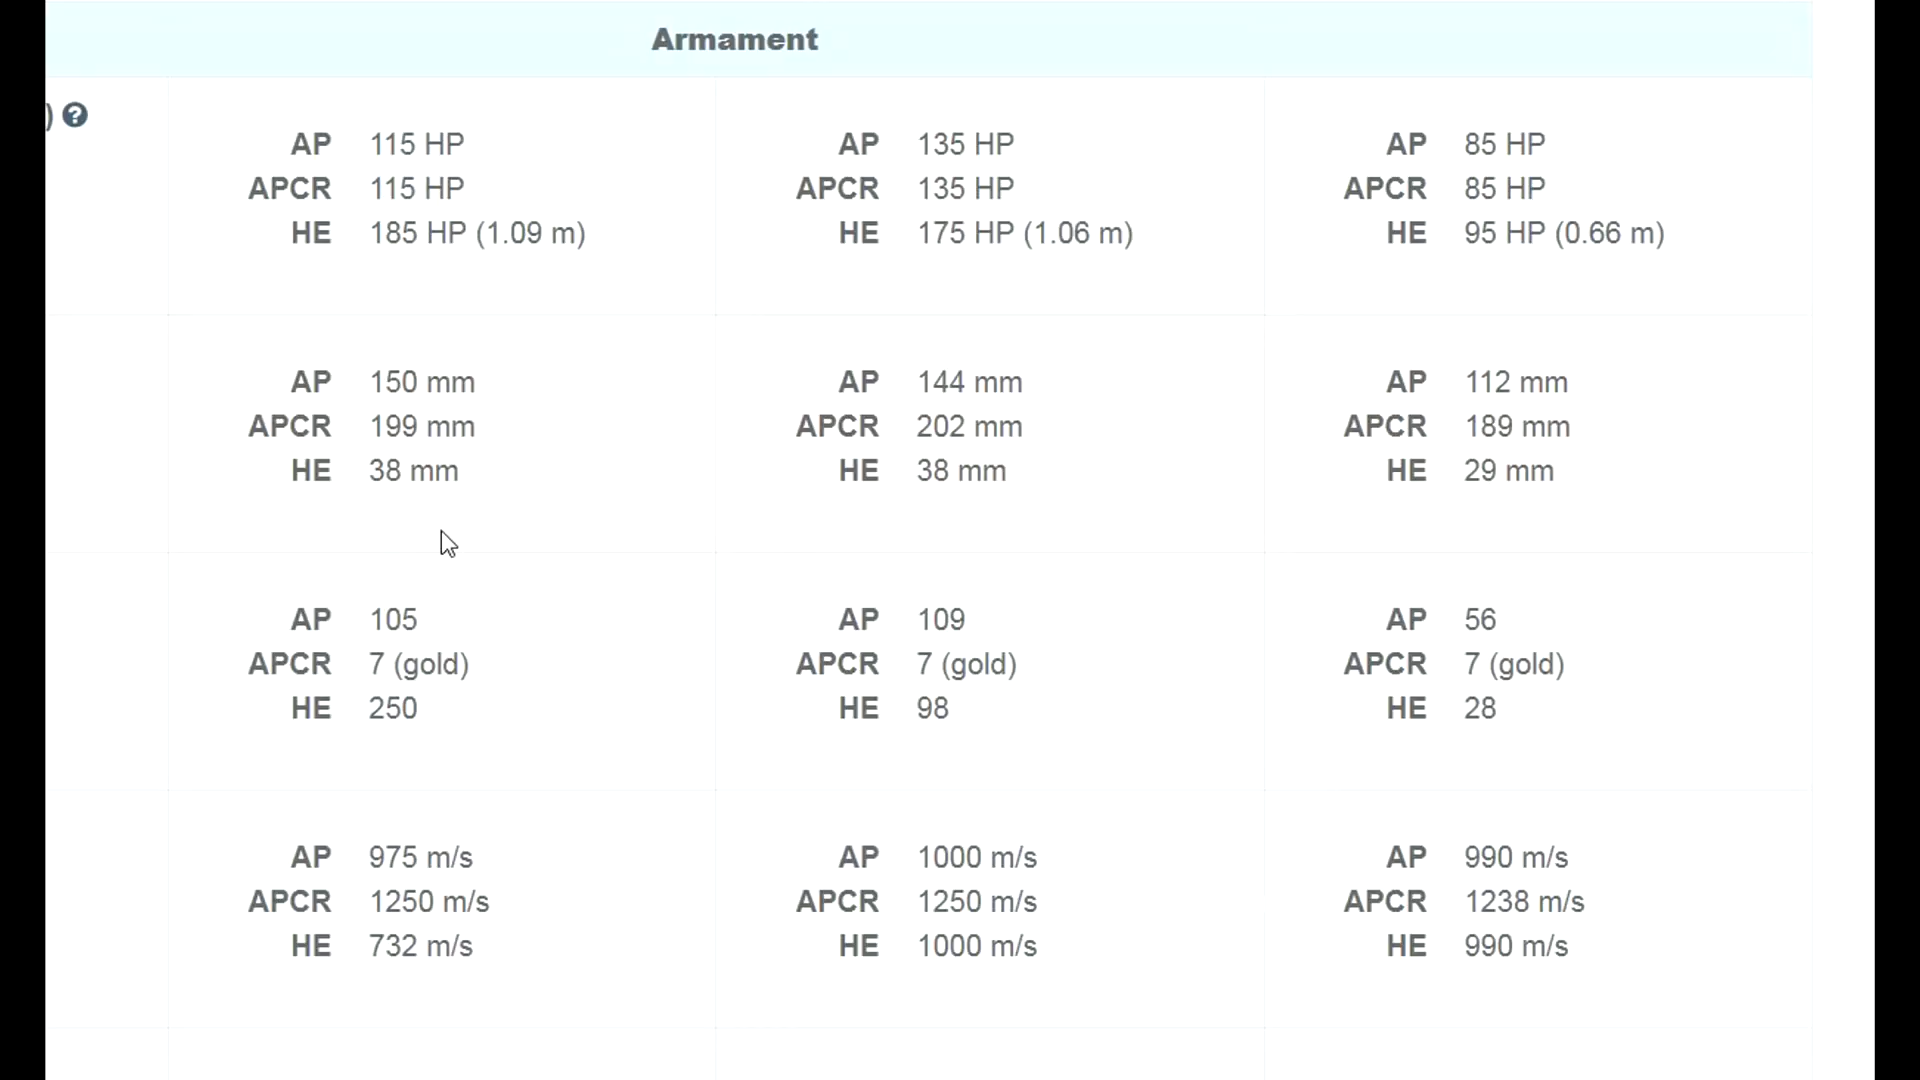 Armament
)
AP 115 HP AP 135 HP AP 85 HP
APCR 115 HP APCR 135 HP APCR 85 HP
HE 185 HP (1.09 m) HE 175 HP (1.06 m) HE 95 HP (0.66 m)
AP 150 mm AP 144 mm AP 112 mm
APCR 199 mm APCR 202 mm APCR 189 mm
HE 38 mm HE 38 mm HE 29 mm
AP 105 AP 109 AP 56
APCR 7 (gold) APCR 7 (gold) APCR 7 (gold)
HE 250 HE 98 HE 28
AP 975 m/s AP 1000 m/s AP 990 m/s
APCR 1250 m/s APCR 1250 m/s APCR 1238 m/s
HE 732 m/s HE 1000 m/s HE 990 m/s